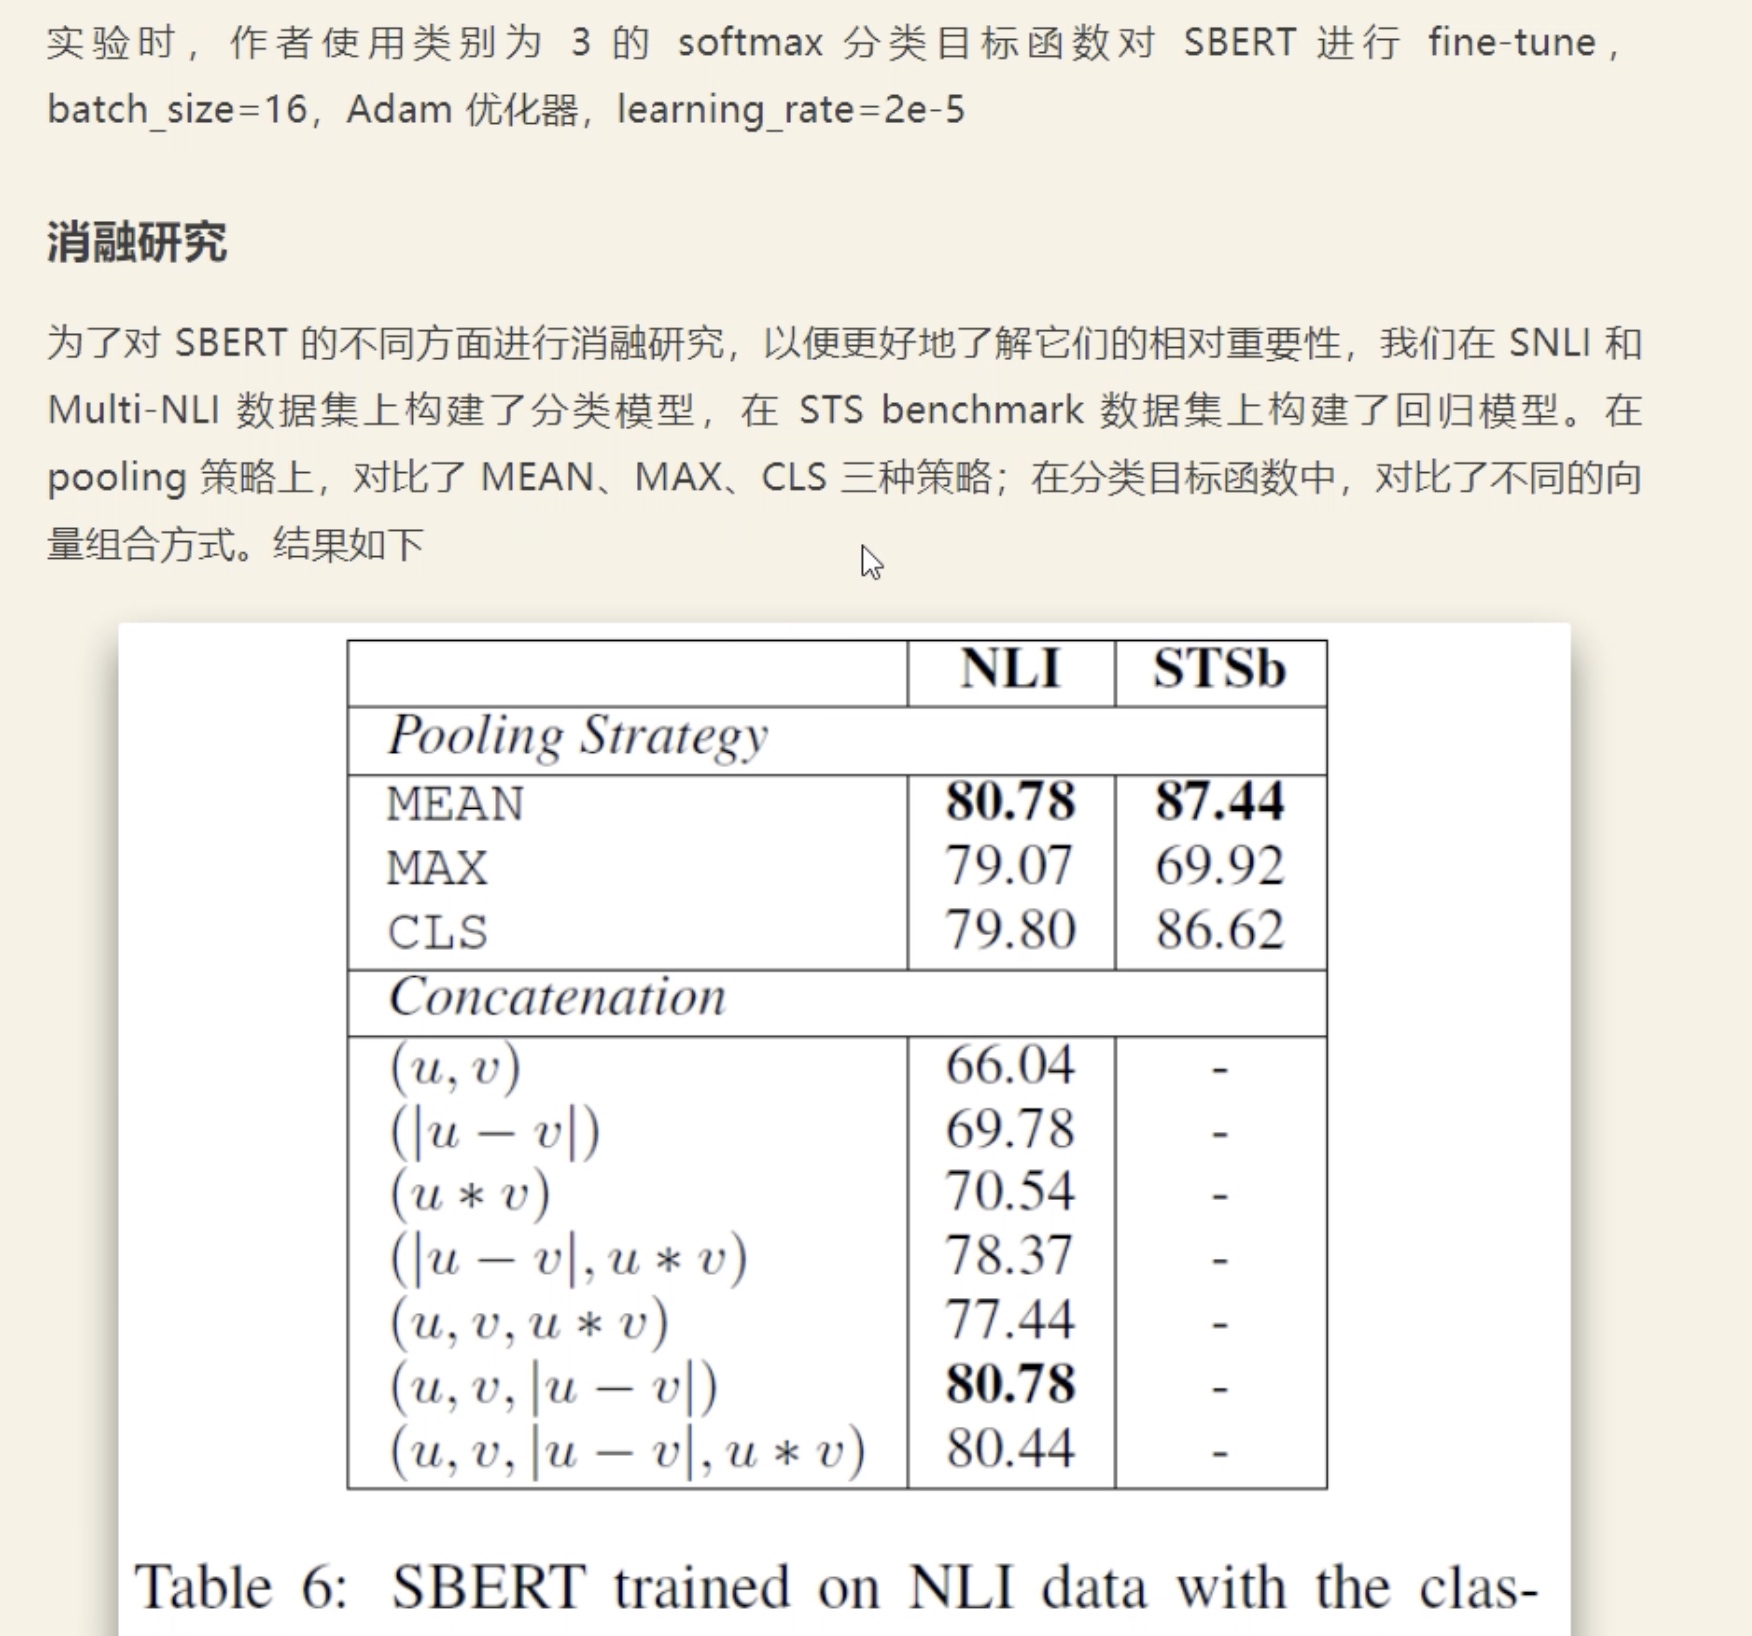 实验时，作者使用类别为 3 的 softmax 分类目标函数对 SBERT 进行 fine-tune，
batch_size=16，Adam 优化器，learning_rate=2e-5
消融研究
为了对 SBERT 的不同方面进行消融研究，以便更好地了解它们的相对重要性，我们在 SNLI 和
Multi-NLI 数据集上构建了分类模型，在 STS benchmark 数据集上构建了回归模型。在
pooling 策略上，对比了 MEAN、MAX、CLS 三种策略；在分类目标函数中，对比了不同的向
量组合方式。结果如下
NLI STSb
Pooling Strategy
MEAN 80.78 87.44
MAX 79.07 69.92
CLS 79.80 86.62
Concatenation
(u, v) 66.04 -
(|u − v|) 69.78 -
(u * v) 70.54 -
(|u − v|, u * v) 78.37 -
(u, v, u * v) 77.44 -
(u, v, |u − v|) 80.78 -
(u, v, |u − v|, u * v) 80.44 -
Table 6: SBERT trained on NLI data with the clas-